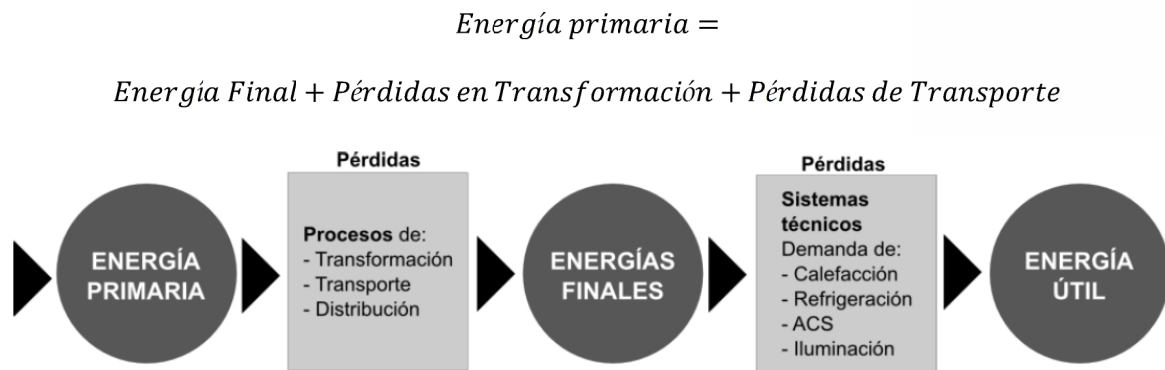 Energía primaria =
Energía Final + Pérdidas en Transformación + Pérdidas de Transporte
Pérdidas
Procesos de:
- Transformación
- Transporte
- Distribución
Pérdidas
Sistemas
técnicos
Demanda de:
- Calefacción
- Refrigeración
- ACS
- Iluminación
ENERGÍA
PRIMARIA
ENERGÍAS
FINALES
ENERGÍA
ÚTIL